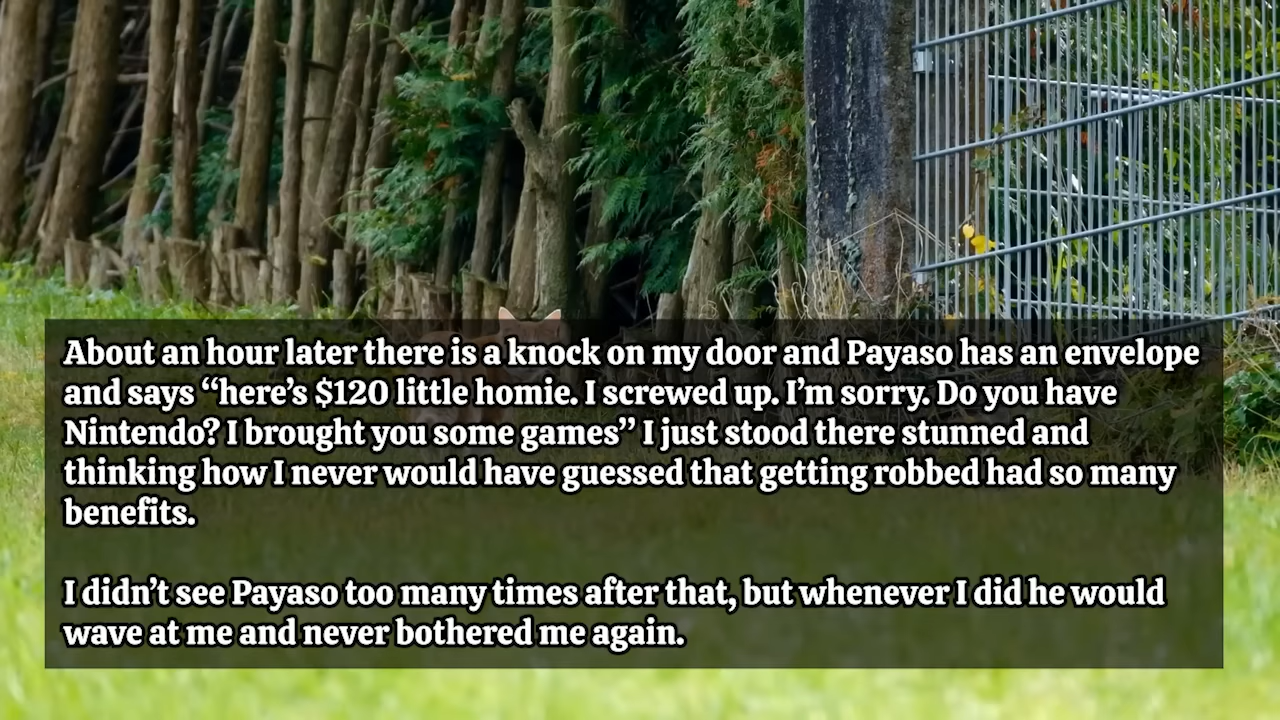 About an hour later there is a knock on my door and Payaso has an envelope
and says “here’s $120 little homie. I screwed up. I’m sorry. Do you have
Nintendo? I brought you some games” I just stood there stunned and
thinking how I never would have guessed that getting robbed had so many
benefits.
I didn’t see Payaso too many times after that, but whenever I did he would
wave at me and never bothered me again.